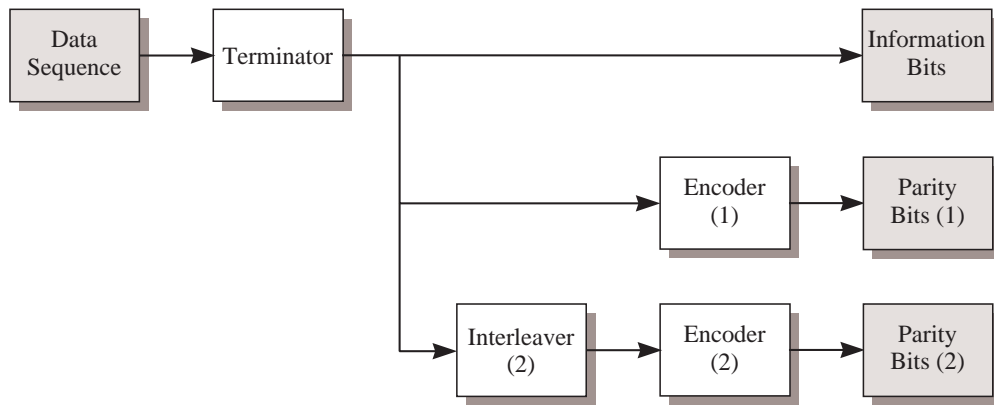 Data
Sequence
Terminator
Information
Bits
Encoder
(1)
Parity
Bits (1)
Interleaver
(2)
Encoder
(2)
Parity
Bits (2)